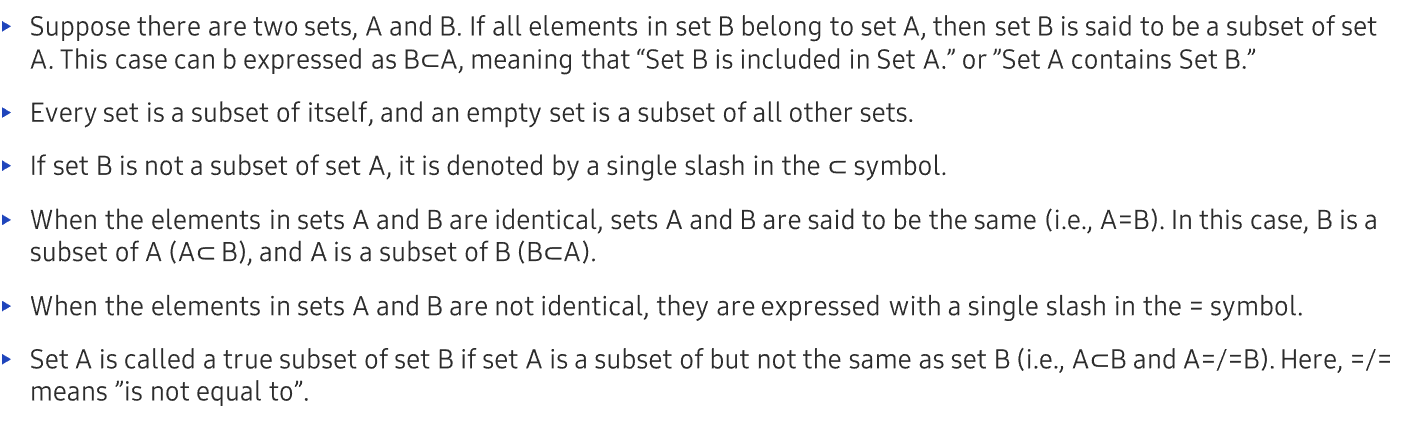 ▸ Suppose there are two sets, A and B. If all elements in set B belong to set A, then set B is said to be a subset of set
A. This case can b expressed as B⊂A, meaning that “Set B is included in Set A.” or ”Set A contains Set B.”
▸ Every set is a subset of itself, and an empty set is a subset of all other sets.
▸ If set B is not a subset of set A, it is denoted by a single slash in the ⊂ symbol.
▸ When the elements in sets A and B are identical, sets A and B are said to be the same (i.e., A=B). In this case, B is a
subset of A (A⊂ B), and A is a subset of B (B⊂A).
▸ When the elements in sets A and B are not identical, they are expressed with a single slash in the = symbol.
▸ Set A is called a true subset of set B if set A is a subset of but not the same as set B (i.e., A⊂B and A=/=B). Here, =/=
means ”is not equal to”.